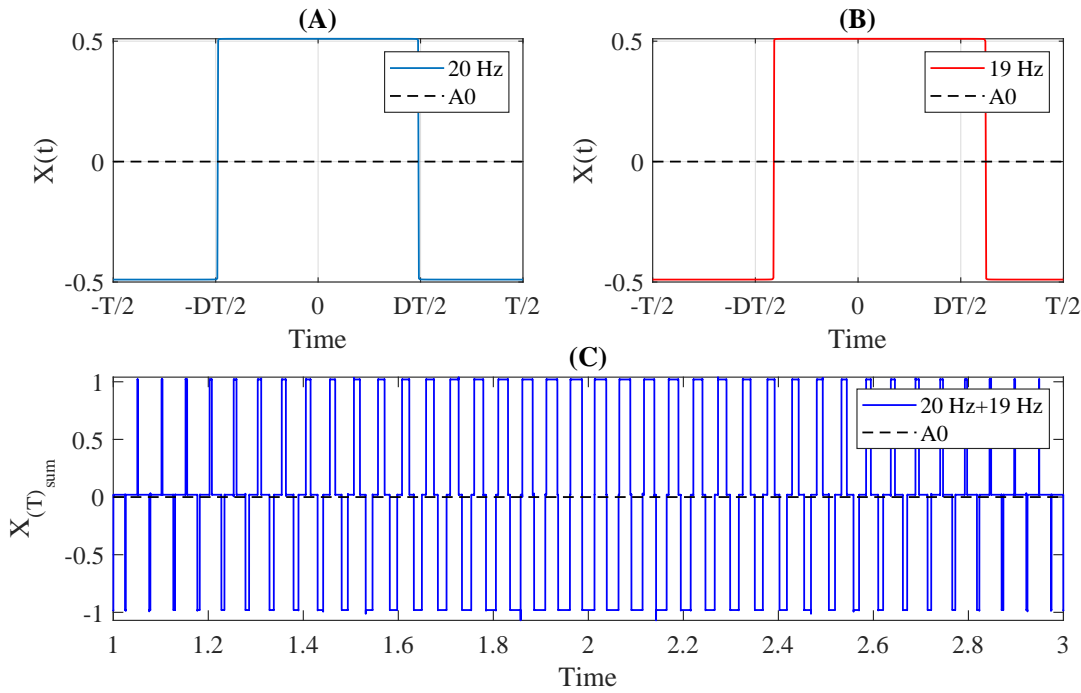 (A)
0.5
0
-0.5
X(t)
20 Hz
A0
-T/2 -DT/2 0 DT/2 T/2
Time
(B)
0.5
0
-0.5
X(t)
19 Hz
A0
-T/2 -DT/2 0 DT/2 T/2
Time
(C)
1
0.5
0
-0.5
-1
X(T)sum
20 Hz+19 Hz
A0
1 1.2 1.4 1.6 1.8 2 2.2 2.4 2.6 2.8 3
Time